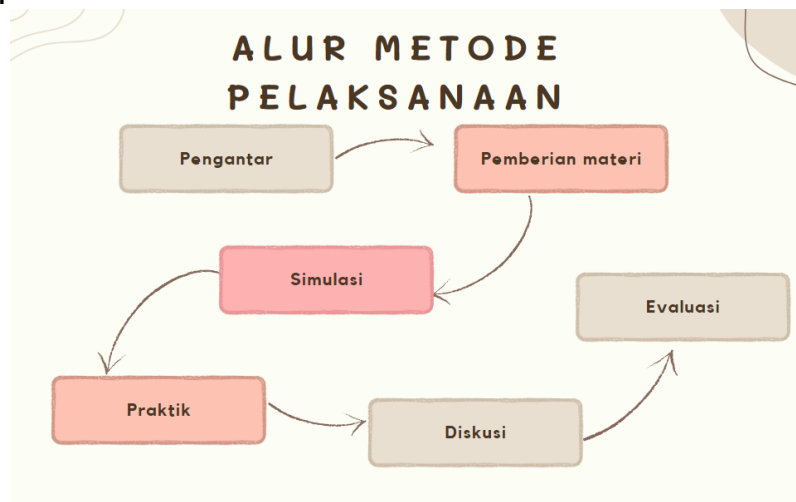 ALUR METODE
PELAKSANAAN
Pengantar
Pemberian materi
Simulasi
Praktik
Diskusi
Evaluasi